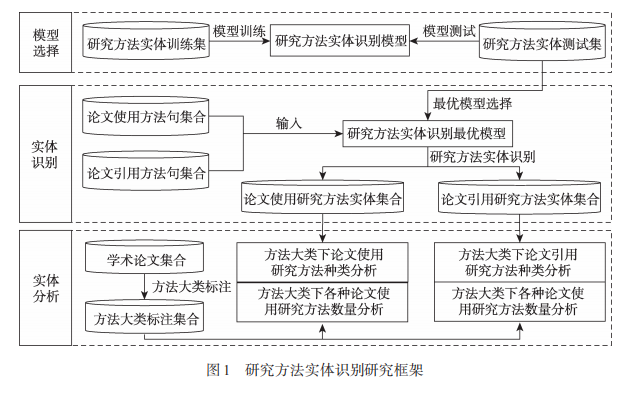 模型
选择
研究方法实体训练集
模型训练
研究方法实体识别模型
模型测试
研究方法实体测试集
最优模型选择
实体
识别
论文使用方法句集合
论文引用方法句集合
输入
研究方法实体识别最优模型
研究方法实体识别
论文使用研究方法实体集合
论文引用研究方法实体集合
实体
分析
学术论文集合
方法大类标注
方法大类标注集合
方法大类下论文使用
研究方法种类分析
方法大类下各种论文使
用研究方法数量分析
方法大类下论文引用
研究方法种类分析
方法大类下各种论文使
用研究方法数量分析
图1 研究方法实体识别研究框架